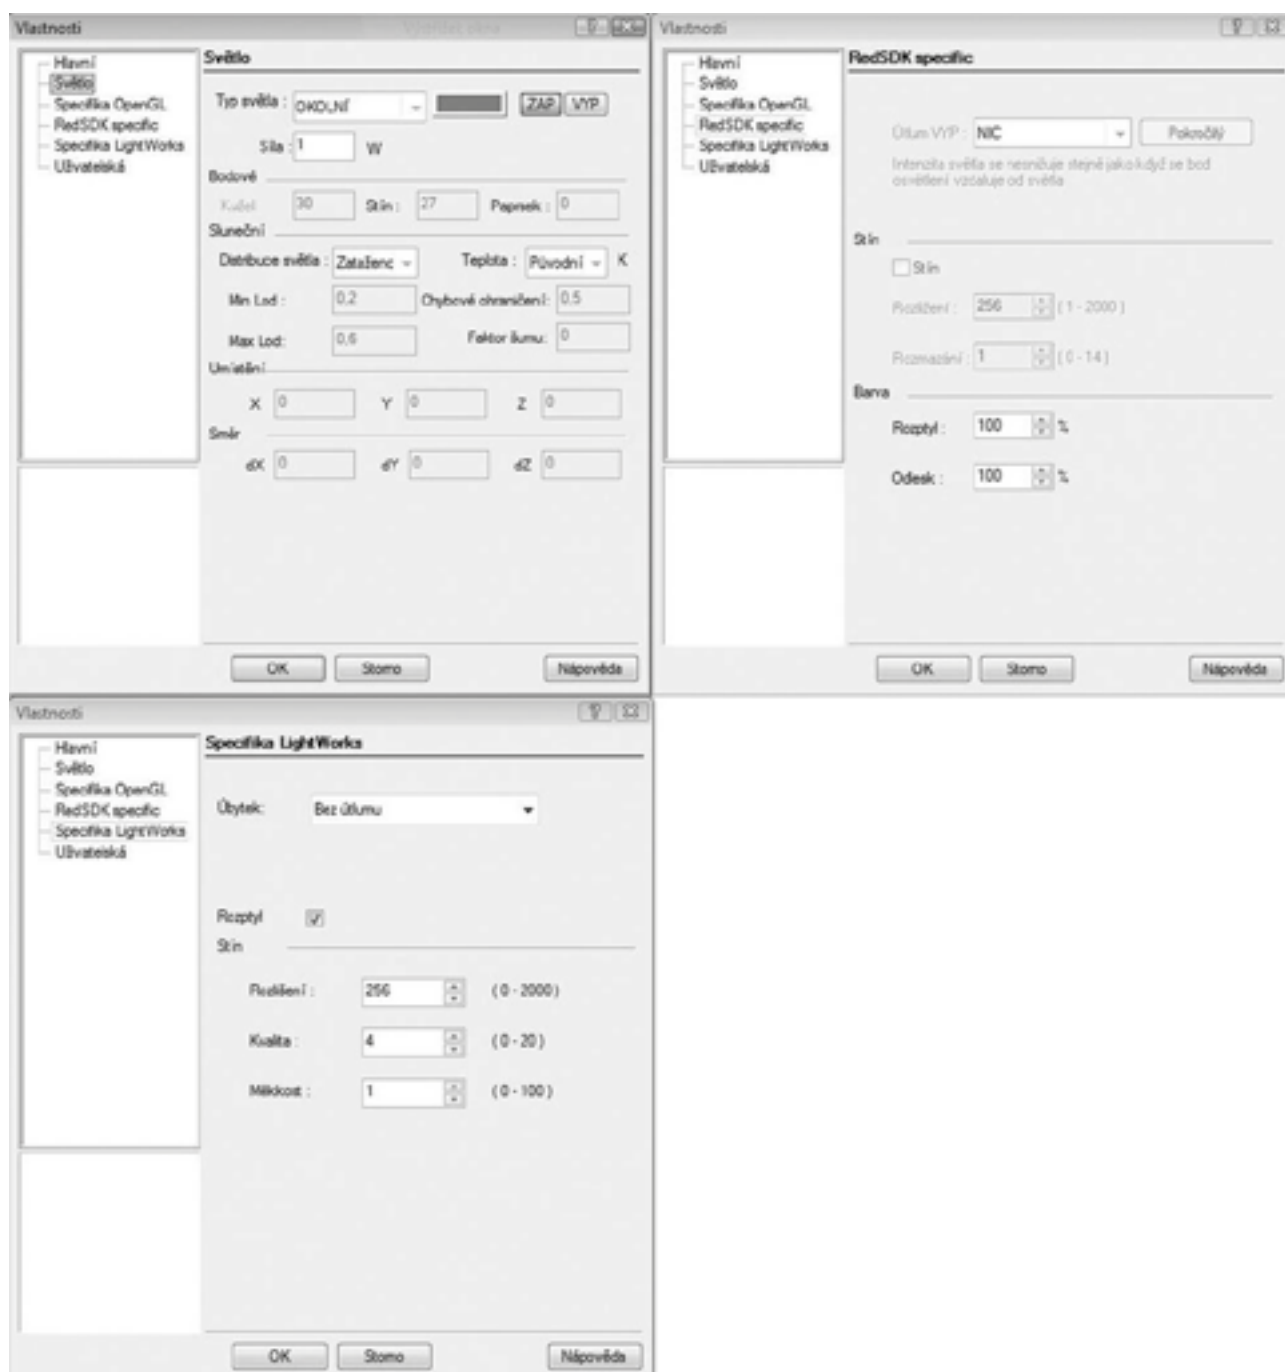 Vlastnosti
Hlavní
Světlo
Specifika OpenGL
RedSDK specific
Specifika LightWorks
Uživatelská
Světlo
Typ světla : OKOLNÍ ZAP VYP
Síla : 1 W
Bodové
Kužel 30 Stín : 27 Paprsek : 0
Sluneční
Distribuce světla : Zataženc Teplota : Původní K
Min Lod : 0,2 Chybové ohraničení: 0,5
Max Lod: 0,6 Faktor šumu: 0
Umístění
X 0 Y 0 Z 0
Směr
dX 0 dY 0 dZ 0
OK Storno Nápověda
Vlastnosti
Hlavní
Světlo
Specifika OpenGL
RedSDK specific
Specifika LightWorks
Uživatelská
RedSDK specific
Útlum VYP : NIC Pokročilý
Intenzita světla se nesnižuje stejně jako když se bod
osvětlení vzdaluje od světla
Stín
Stín
Rozlišení : 256 ( 1 - 2000 )
Rozmazání : 1 ( 0 - 14 )
Barva
Rozptyl : 100 %
Odlesk : 100 %
OK Storno Nápověda
Vlastnosti
Hlavní
Světlo
Specifika OpenGL
RedSDK specific
Specifika LightWorks
Uživatelská
Specifika LightWorks
Úbytek: Bez útlumu
Rozptyl
Stín
Rozlišení : 256 ( 0 - 2000 )
Kvalita : 4 ( 0 - 20 )
Měkkost : 1 ( 0 - 100 )
OK Storno Nápověda